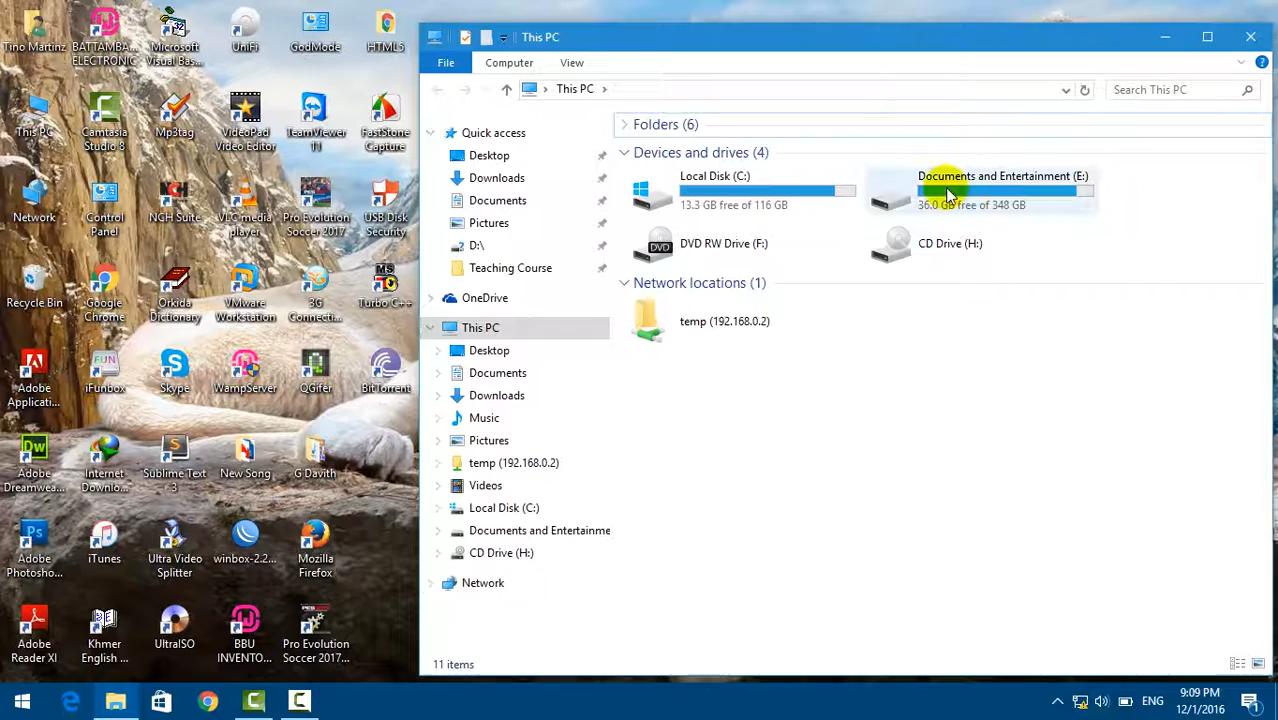 Tino Martinz
BATTAMBA...
ELECTRONIC
Microsoft
Visual Bas...
UniFi
GodMode
HTML5
This PC
Camtasia
Studio 8
Mp3tag
VideoPad
Video Editor
TeamViewer
11
FastStone
Capture
Network
Control
Panel
NCH Suite
VLC media
player
Pro Evolution
Soccer 2017
USB Disk
Security
Recycle Bin
Google
Chrome
Orkida
Dictionary
VMware
Workstation
3G
Connecti...
Turbo C++
Adobe
Applicati...
iFunbox
Skype
WampServer
QGifer
BitTorrent
Adobe
Dreamwea...
Internet
Downlo...
Sublime Text
3
New Song
G Davith
Adobe
Photosho...
iTunes
Ultra Video
Splitter
winbox-2.2...
Mozilla
Firefox
Adobe
Reader XI
Khmer
English ...
UltraISO
BBU
INVENTO...
Pro Evolution
Soccer 2017...
This PC
File
Computer
View
This PC
Search This PC
Quick access
Desktop
Downloads
Documents
Pictures
D:\
Teaching Course
OneDrive
This PC
Desktop
Documents
Downloads
Music
Pictures
temp (192.168.0.2)
Videos
Local Disk (C:)
Documents and Entertainme
CD Drive (H:)
Network
Folders (6)
Devices and drives (4)
Local Disk (C:)
13.3 GB free of 116 GB
Documents and Entertainment (E:)
36.0 GB free of 348 GB
DVD RW Drive (F:)
CD Drive (H:)
Network locations (1)
temp (192.168.0.2)
11 items
ENG
9:09 PM
12/1/2016